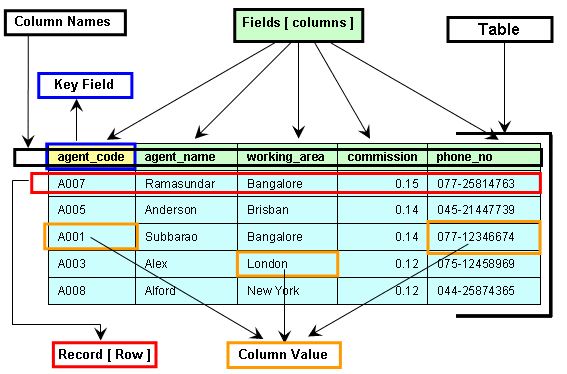 Column Names
Fields [ columns ]
Table
Key Field
agent_code agent_name working_area commission phone_no
A007 Ramasundar Bangalore 0.15 077-25814763
A005 Anderson Brisban 0.14 045-21447739
A001 Subbarao Bangalore 0.14 077-12346674
A003 Alex London 0.12 075-12458969
A008 Alford New York 0.12 044-25874365
Record [ Row ]
Column Value